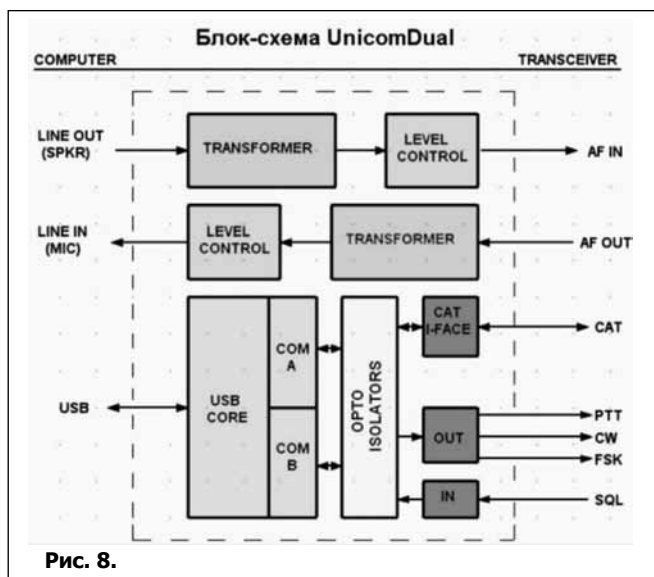 Блок-схема UnicomDual
COMPUTER
TRANSCEIVER
LINE OUT
(SPKR)
TRANSFORMER
LEVEL
CONTROL
AF IN
LINE IN
(MIC)
LEVEL
CONTROL
TRANSFORMER
AF OUT
USB
USB
CORE
COM
A
COM
B
OPTO
ISOLATORS
CAT
I-FACE
CAT
OUT
PTT
CW
FSK
IN
SQL
Рис. 8.